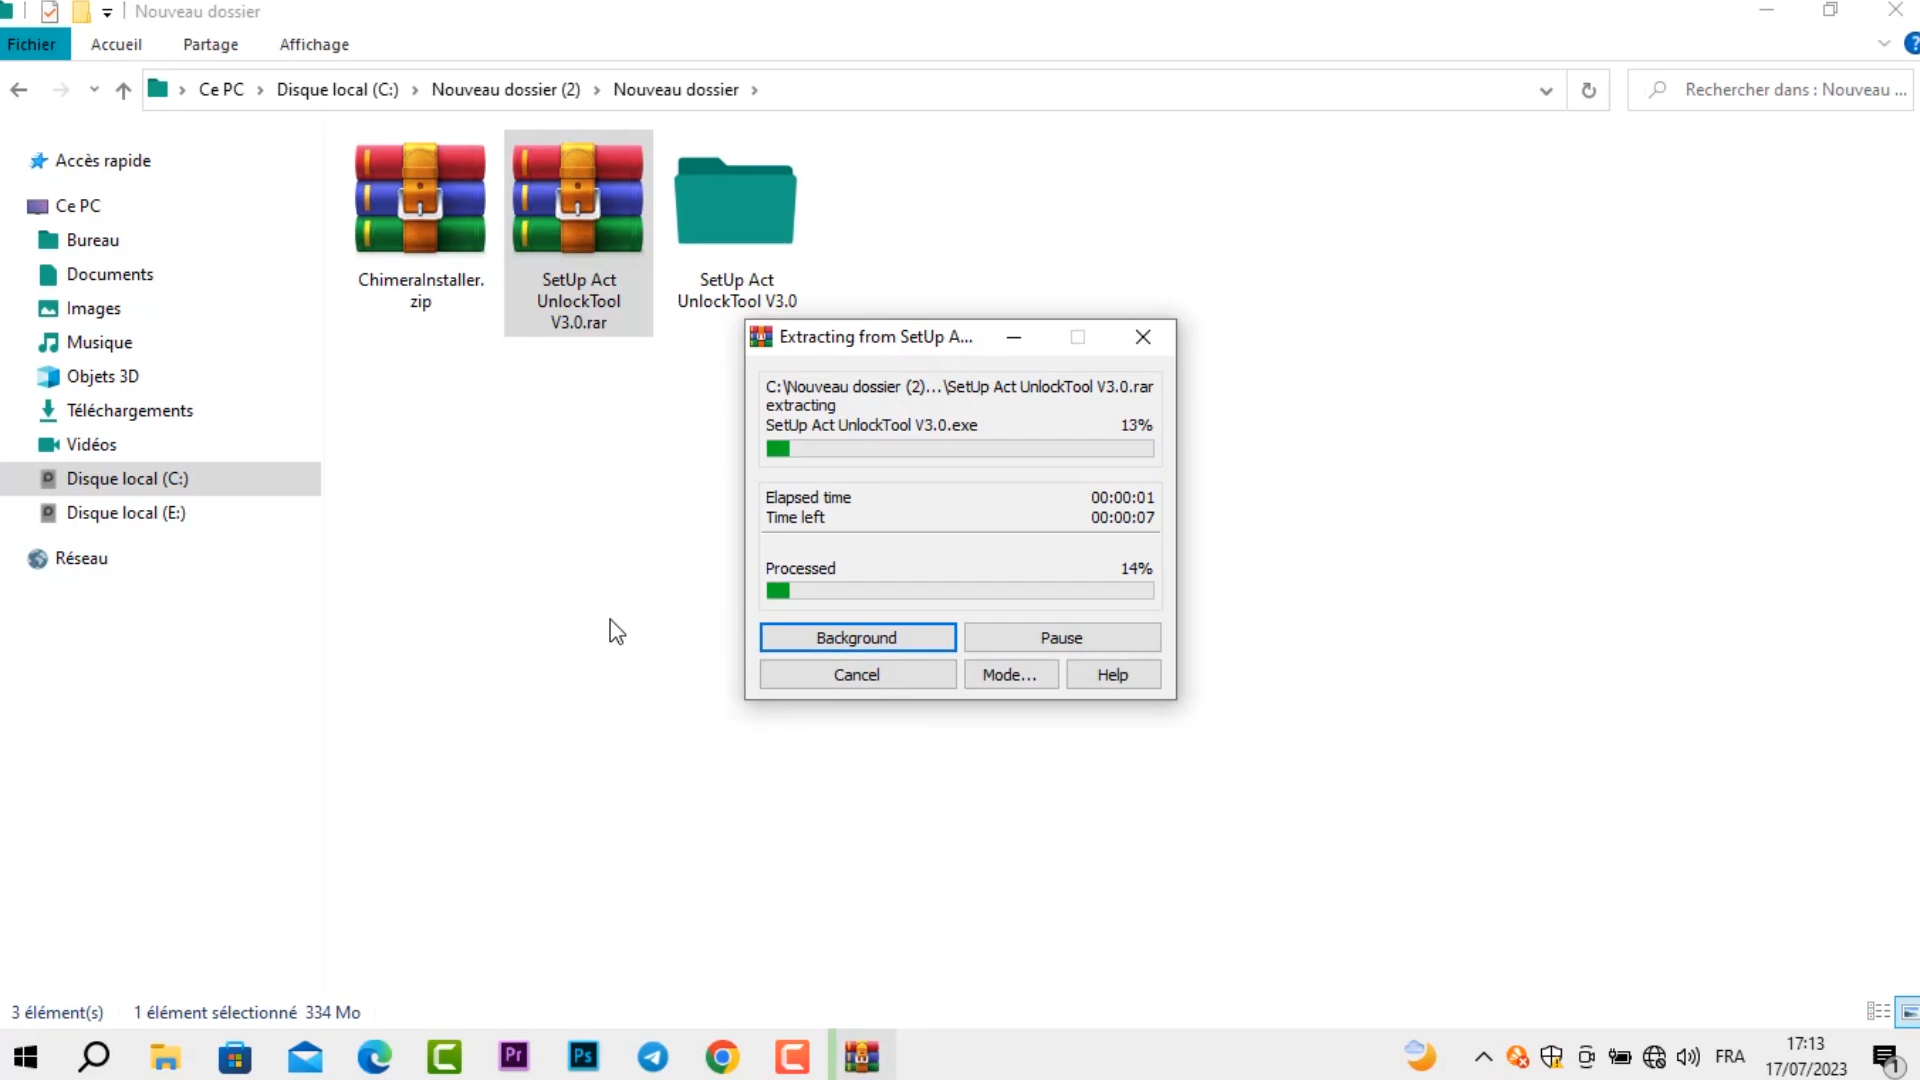 Nouveau dossier
Fichier Accueil Partage Affichage
Ce PC Disque local (C:) Nouveau dossier (2) Nouveau dossier
Rechercher dans : Nouveau ...
Accès rapide
Ce PC
Bureau
Documents
Images
Musique
Objets 3D
Téléchargements
Vidéos
Disque local (C:)
Disque local (E:)
Réseau
ChimeraInstaller.
zip
SetUp Act
UnlockTool
V3.0.rar
SetUp Act
UnlockTool V3.0
Extracting from SetUp A...
C:\Nouveau dossier (2)...\SetUp Act UnlockTool V3.0.rar
extracting
SetUp Act UnlockTool V3.0.exe 13%
Elapsed time 00:00:01
Time left 00:00:07
Processed 14%
Background Pause
Cancel Mode... Help
3 élément(s) 1 élément sélectionné 334 Mo
Pr
Ps
FRA
17:13
17/07/2023
1